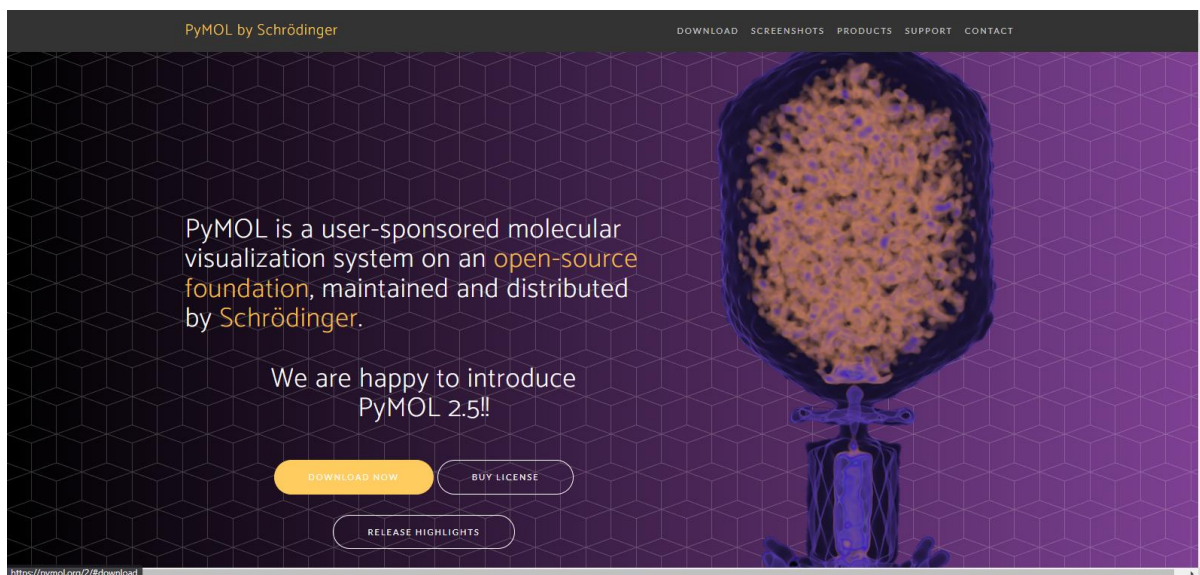 PyMOL by Schrödinger
DOWNLOAD SCREENSHOTS PRODUCTS SUPPORT CONTACT
PyMOL is a user-sponsored molecular
visualization system on an open-source
foundation, maintained and distributed
by Schrödinger.
We are happy to introduce
PyMOL 2.5!!
DOWNLOAD NOW
BUY LICENSE
RELEASE HIGHLIGHTS
https://pymol.org/2/#download